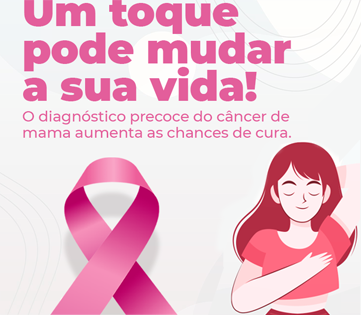 Um toque
pode mudar
a sua vida!
O diagnóstico precoce do câncer de
mama aumenta as chances de cura.